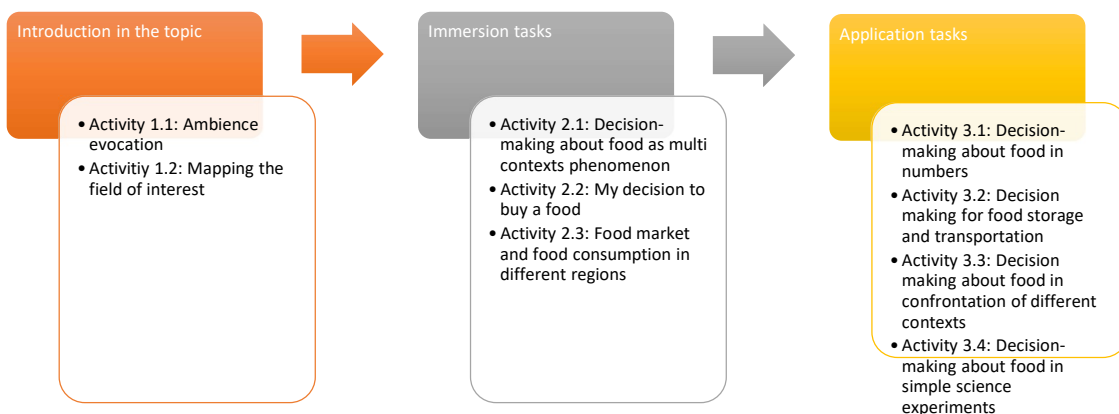 Introduction in the topic
• Activity 1.1: Ambience
evocation
• Activitiy 1.2: Mapping the
field of interest
Immersion tasks
• Activity 2.1: Decision-
making about food as multi
contexts phenomenon
• Activity 2.2: My decision to
buy a food
• Activity 2.3: Food market
and food consumption in
different regions
Application tasks
• Activity 3.1: Decision-
making about food in
numbers
• Activity 3.2: Decision
making for food storage
and transportation
• Activity 3.3: Decision
making about food in
confrontation of different
contexts
• Activity 3.4: Decision-
making about food in
simple science
experiments